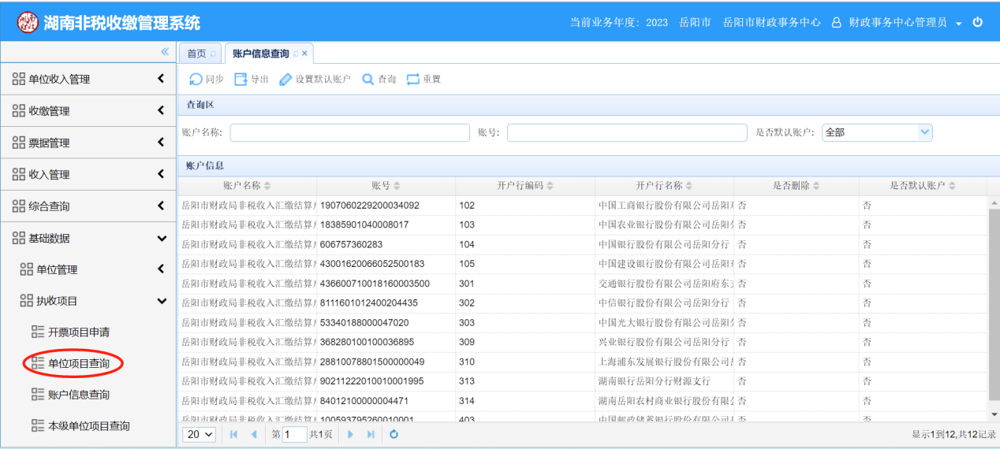 湖南非税收缴管理系统
当前业务年度: 2023 岳阳市 岳阳市财政事务中心 财政事务中心管理员
首页 账户信息查询
单位收入管理
收缴管理
票据管理
收入管理
综合查询
基础数据
单位管理
执收项目
开票项目申请
单位项目查询
账户信息查询
本级单位项目查询
同步 导出 设置默认账户 查询 重置
查询区
账户名称: 账号: 是否默认账户: 全部
账户信息
账户名称 账号 开户行编码 开户行名称 是否删除 是否默认账户
岳阳市财政局非税收入汇缴结算 1907060229200034092 102 中国工商银行股份有限公司岳阳 否 否
岳阳市财政局非税收入汇缴结算 18385901040008017 103 中国农业银行股份有限公司岳阳 否 否
岳阳市财政局非税收入汇缴结算 606757360283 104 中国银行股份有限公司岳阳分行 否 否
岳阳市财政局非税收入汇缴结算 43001620066052500183 105 中国建设银行股份有限公司岳阳 否 否
岳阳市财政局非税收入汇缴结算 436600710018160003500 301 交通银行股份有限公司岳阳府东 否 否
岳阳市财政局非税收入汇缴结算 8111601012400204435 302 中信银行股份有限公司岳阳分行 否 否
岳阳市财政局非税收入汇缴结算 53340188000047020 303 中国光大银行股份有限公司岳阳 否 否
岳阳市财政局非税收入汇缴结算 368280100100036895 309 兴业银行股份有限公司岳阳分行 否 否
岳阳市财政局非税收入汇缴结算 28810078801500000049 310 上海浦东发展银行股份有限公司 否 否
岳阳市财政局非税收入汇缴结算 90211222010010001995 313 湖南银行岳阳分行财源支行 否 否
岳阳市财政局非税收入汇缴结算 84012100000004471 314 湖南岳阳农村商业银行股份有限 否 否
岳阳市财政局非税收入汇缴结算 100593795260010001 403 中国邮政储蓄银行股份有限公司 否 否
20 第 1 共1页 显示1到12,共12记录